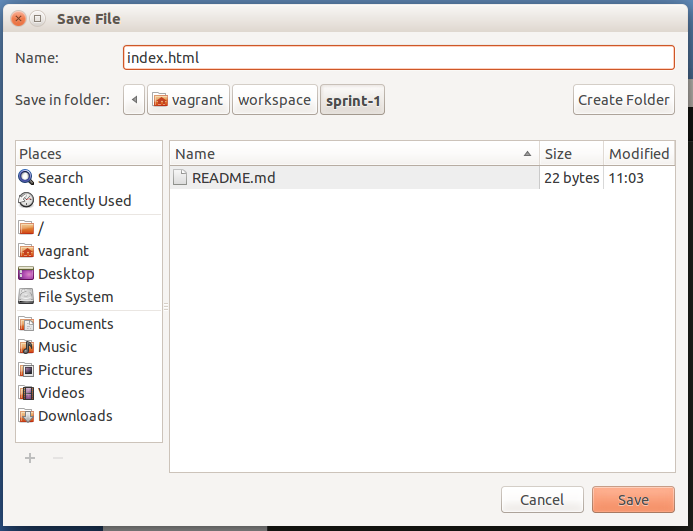 Save File
Name: index.html
Save in folder: vagrant workspace sprint-1 Create Folder
Places
Search
Recently Used
/
vagrant
Desktop
File System
Documents
Music
Pictures
Videos
Downloads
Name Size Modified
README.md 22 bytes 11:03
Cancel Save